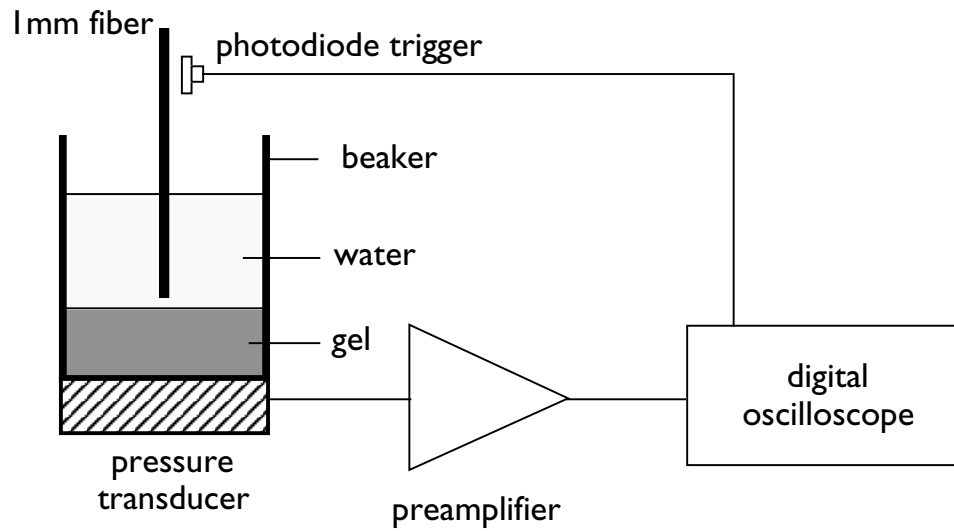 1mm fiber
photodiode trigger
beaker
water
gel
digital
oscilloscope
pressure
transducer
preamplifier